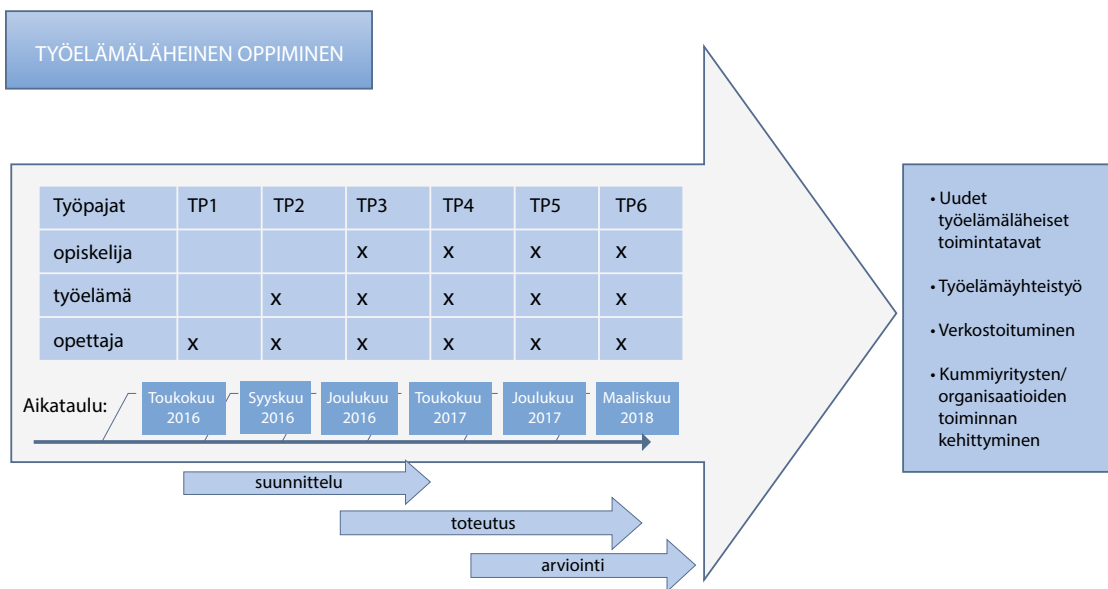 TYÖELÄMÄLÄHEINEN OPPIMINEN
Työpajat TP1 TP2 TP3 TP4 TP5 TP6
opiskelija x x x x
työelämä x x x x x
opettaja x x x x x x
Aikataulu:
Toukokuu
2016
Syyskuu
2016
Joulukuu
2016
Toukokuu
2017
Joulukuu
2017
Maaliskuu
2018
suunnittelu
toteutus
arviointi
• Uudet
työelämäläheiset
toimintatavat
• Työelämäyhteistyö
• Verkostoituminen
• Kummiyritysten/
organisaatioiden
toiminnan
kehittyminen